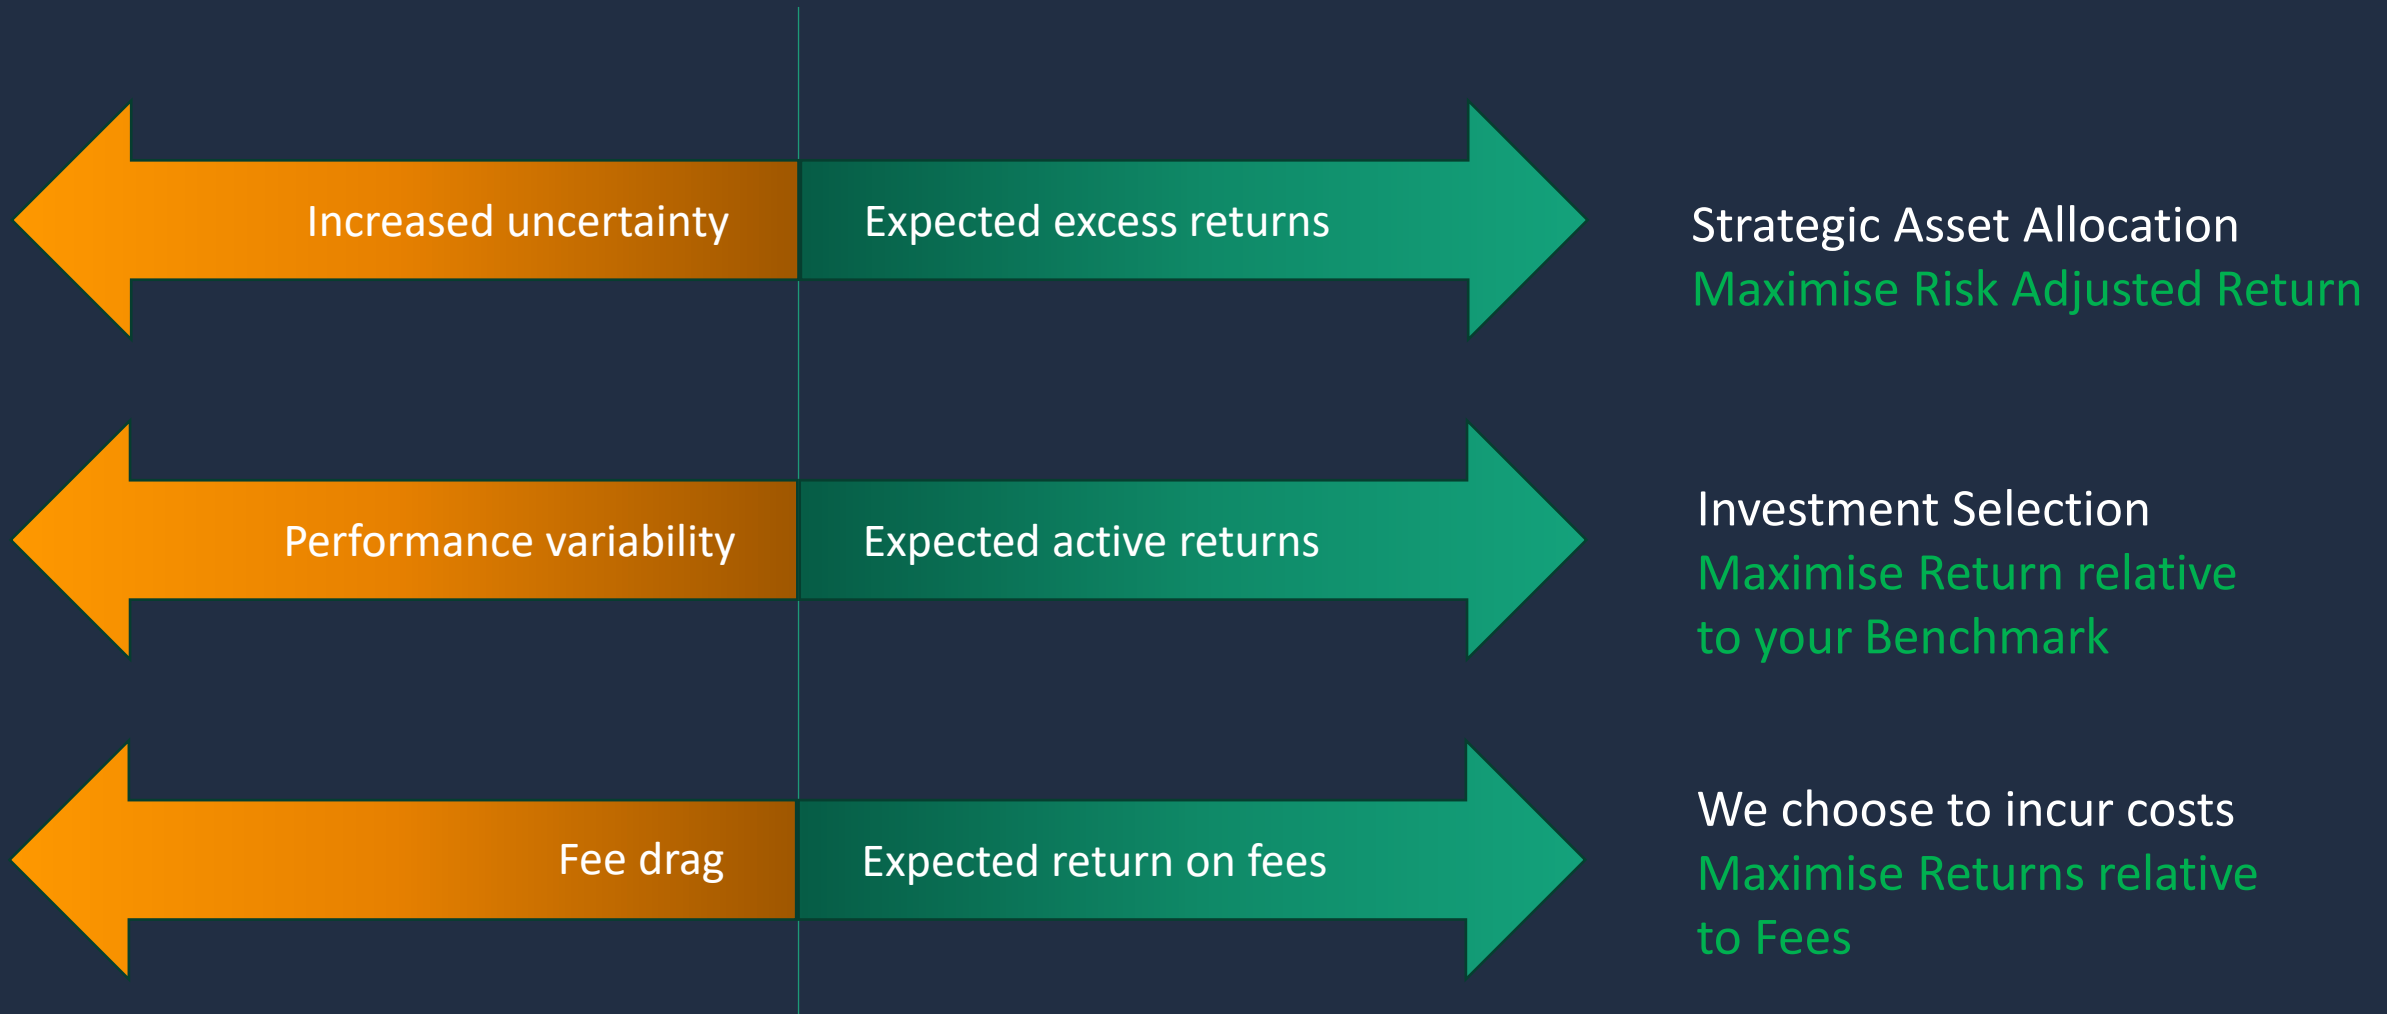 Increased uncertainty
Expected excess returns
Strategic Asset Allocation
Maximise Risk Adjusted Return
Performance variability
Expected active returns
Investment Selection
Maximise Return relative
to your Benchmark
Fee drag
Expected return on fees
We choose to incur costs
Maximise Returns relative
to Fees